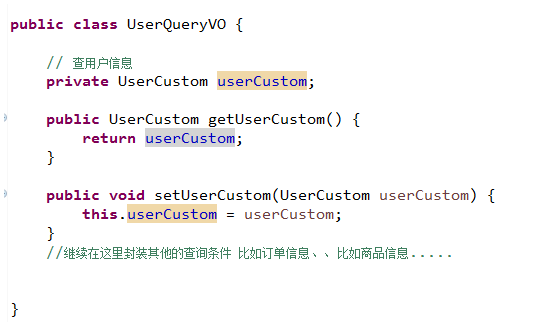 public class UserQueryVO {
// 查用户信息
private UserCustom userCustom;
public UserCustom getUserCustom() {
return userCustom;
}
public void setUserCustom(UserCustom userCustom) {
this.userCustom = userCustom;
}
//继续在这里封装其他的查询条件 比如订单信息、、比如商品信息.....
}